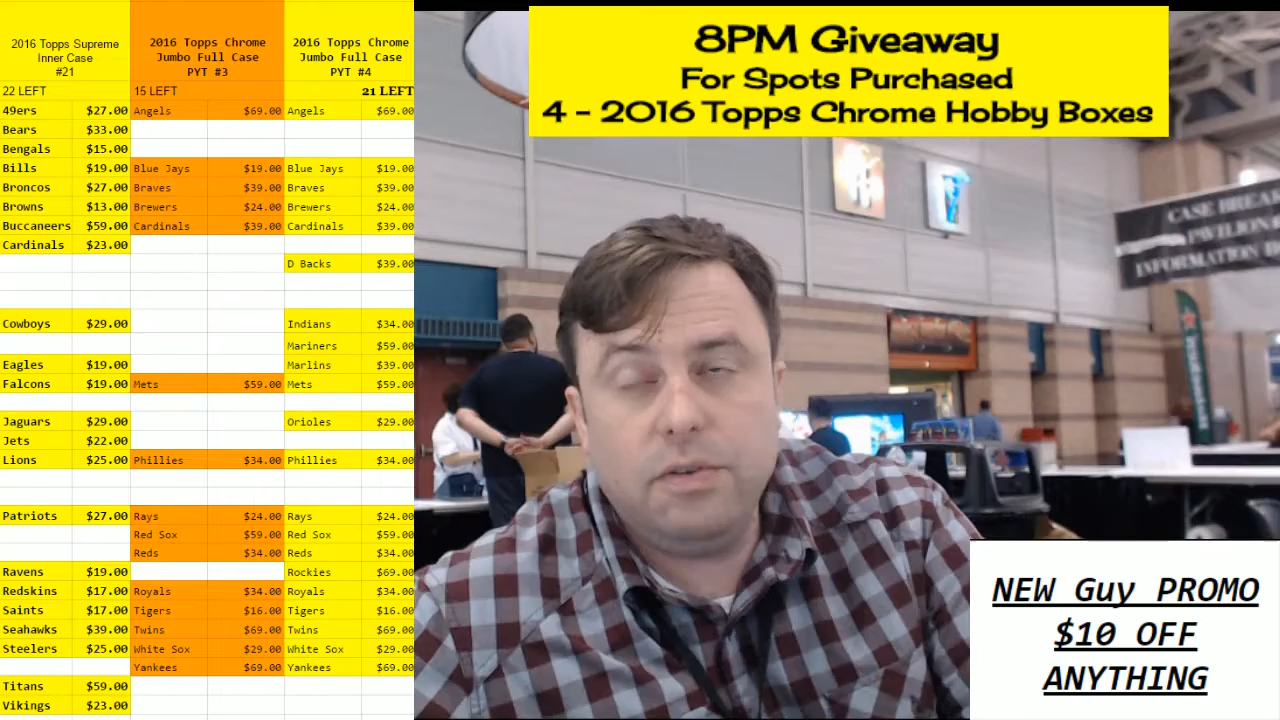 2016 Topps Supreme
Inner Case
#21
22 LEFT
49ers $27.00
Bears $33.00
Bengals $15.00
Bills $19.00
Broncos $27.00
Browns $13.00
Buccaneers $59.00
Cardinals $23.00
Cowboys $29.00
Eagles $19.00
Falcons $19.00
Jaguars $29.00
Jets $22.00
Lions $25.00
Patriots $27.00
Ravens $19.00
Redskins $17.00
Saints $17.00
Seahawks $39.00
Steelers $25.00
Titans $59.00
Vikings $23.00
2016 Topps Chrome
Jumbo Full Case
PYT #3
15 LEFT
Angels $69.00
Blue Jays $19.00
Braves $39.00
Brewers $24.00
Cardinals $39.00
Mets $59.00
Phillies $34.00
Rays $24.00
Red Sox $59.00
Reds $34.00
Royals $34.00
Tigers $16.00
Twins $69.00
White Sox $29.00
Yankees $69.00
2016 Topps Chrome
Jumbo Full Case
PYT #4
21 LEFT
Angels $69.00
Blue Jays $19.00
Braves $39.00
Brewers $24.00
Cardinals $39.00
D Backs $39.00
Indians $34.00
Mariners $59.00
Marlins $39.00
Mets $59.00
Orioles $29.00
Phillies $34.00
Rays $24.00
Red Sox $59.00
Reds $34.00
Rockies $69.00
Royals $34.00
Tigers $16.00
Twins $69.00
White Sox $29.00
Yankees $69.00
8PM Giveaway
For Spots Purchased
4 - 2016 Topps Chrome Hobby Boxes
CASE BREA
PAVILION
INFORMATION B
NEW Guy PROMO
$10 OFF
ANYTHING